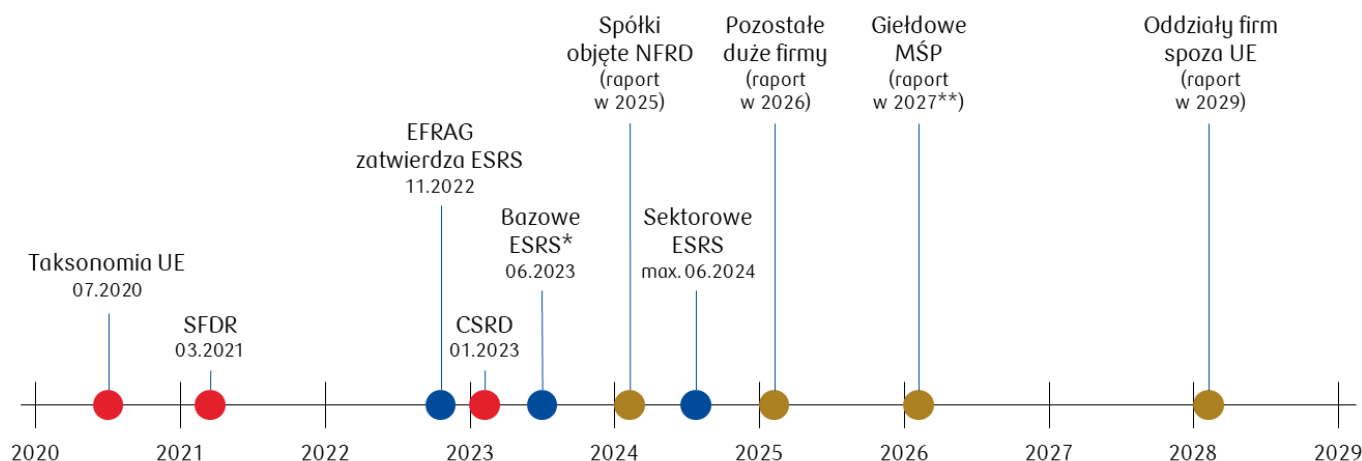 Taksonomia UE
07.2020
SFDR
03.2021
EFRAG
zatwierdza ESRS
11.2022
CSRD
01.2023
Bazowe
ESRS*
06.2023
Spółki
objęte NFRD
(raport
w 2025)
Sektorowe
ESRS
max. 06.2024
Pozostałe
duże firmy
(raport
w 2026)
Giełdowe
MŚP
(raport
w 2027**)
Oddziały firm
spoza UE
(raport
w 2029)
2020
2021
2022
2023
2024
2025
2026
2027
2028
2029